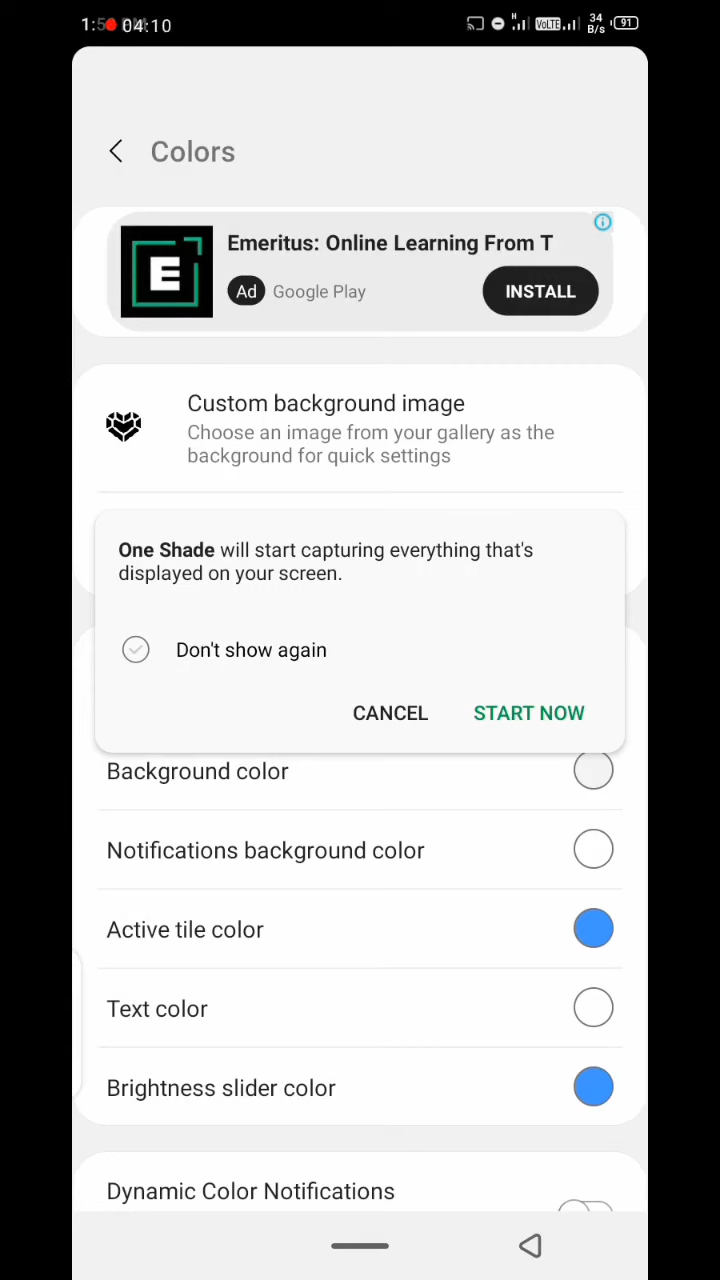 04:10
H
VoLTE
34
B/s
91
Colors
Emeritus: Online Learning From T
E
Ad Google Play
INSTALL
Custom background image
Choose an image from your gallery as the
background for quick settings
One Shade will start capturing everything that's
displayed on your screen.
Don't show again
CANCEL START NOW
Background color
Notifications background color
Active tile color
Text color
Brightness slider color
Dynamic Color Notifications